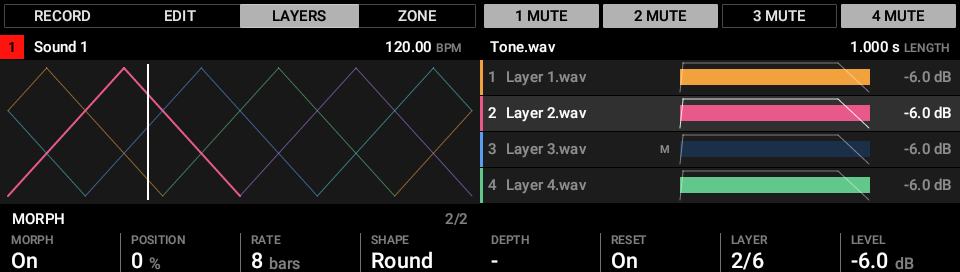 RECORD EDIT LAYERS ZONE 1 MUTE 2 MUTE 3 MUTE 4 MUTE
1 Sound 1 120.00 BPM Tone.wav 1.000 s LENGTH
1 Layer 1.wav -6.0 dB
2 Layer 2.wav -6.0 dB
3 Layer 3.wav M -6.0 dB
4 Layer 4.wav -6.0 dB
MORPH 2/2
MORPH POSITION RATE SHAPE DEPTH RESET LAYER LEVEL
On 0 % 8 bars Round - On 2/6 -6.0 dB